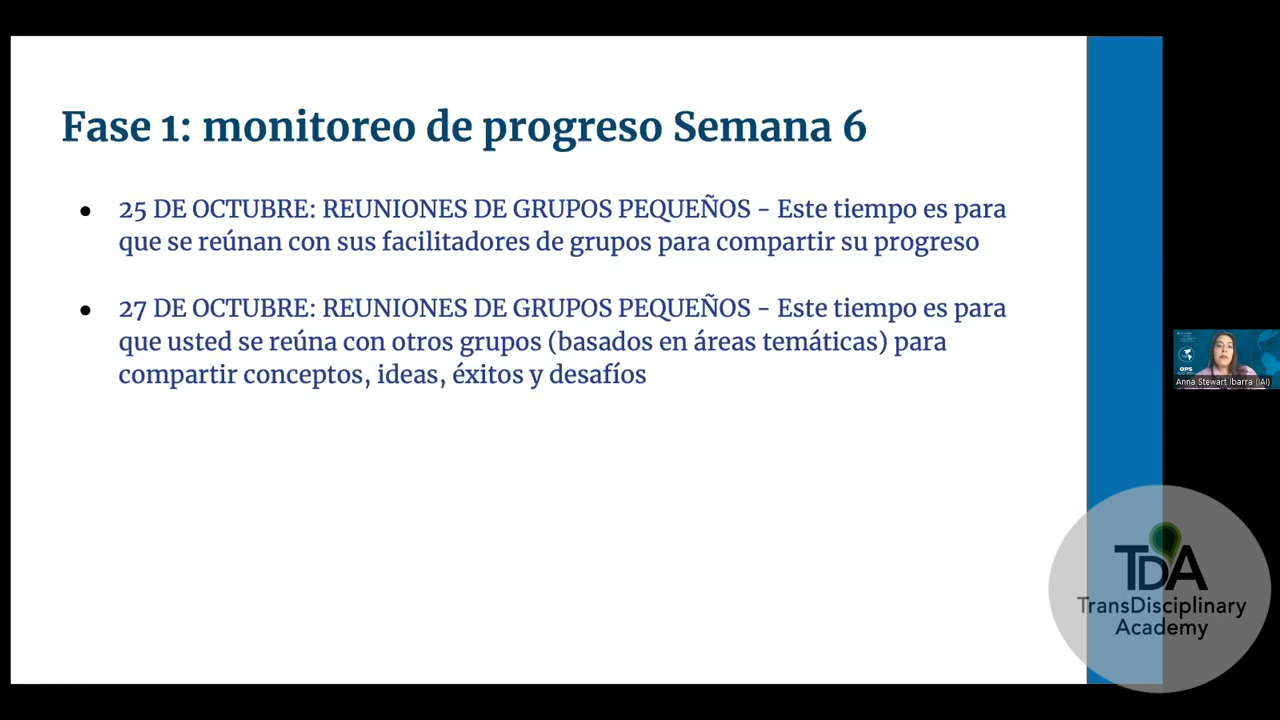 Fase 1: monitoreo de progreso Semana 6
● 25 DE OCTUBRE: REUNIONES DE GRUPOS PEQUEÑOS - Este tiempo es para
que se reúnan con sus facilitadores de grupos para compartir su progreso
● 27 DE OCTUBRE: REUNIONES DE GRUPOS PEQUEÑOS - Este tiempo es para
que usted se reúna con otros grupos (basados en áreas temáticas) para
compartir conceptos, ideas, éxitos y desafíos
OPS
Anna Stewart Ibarra (IAI)
TDA
TransDisciplinary
Academy